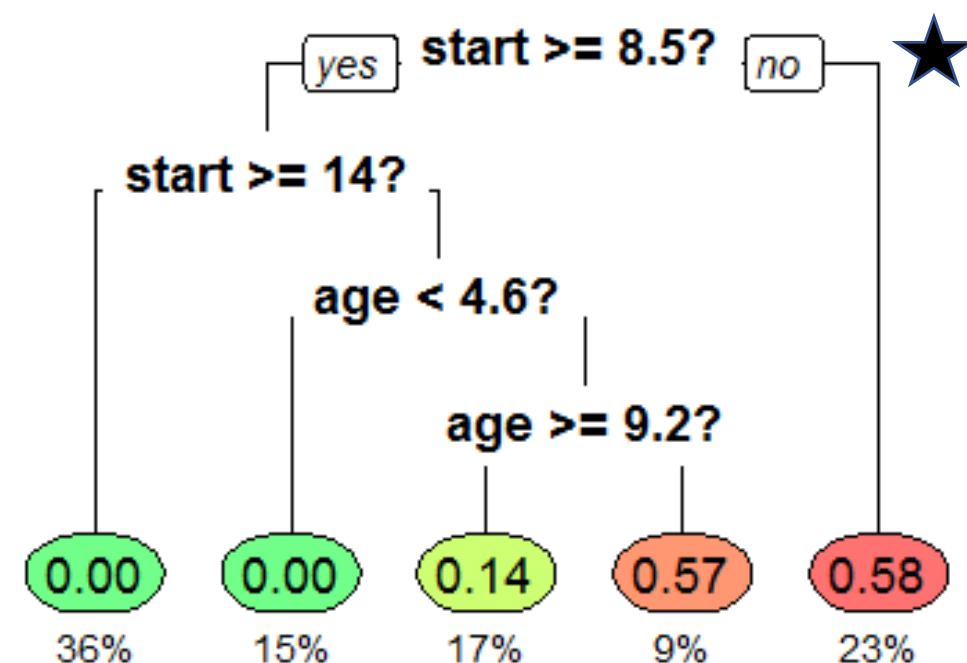 yes start >= 8.5? no
start >= 14?
age < 4.6?
age >= 9.2?
0.00 0.00 0.14 0.57 0.58
36% 15% 17% 9% 23%